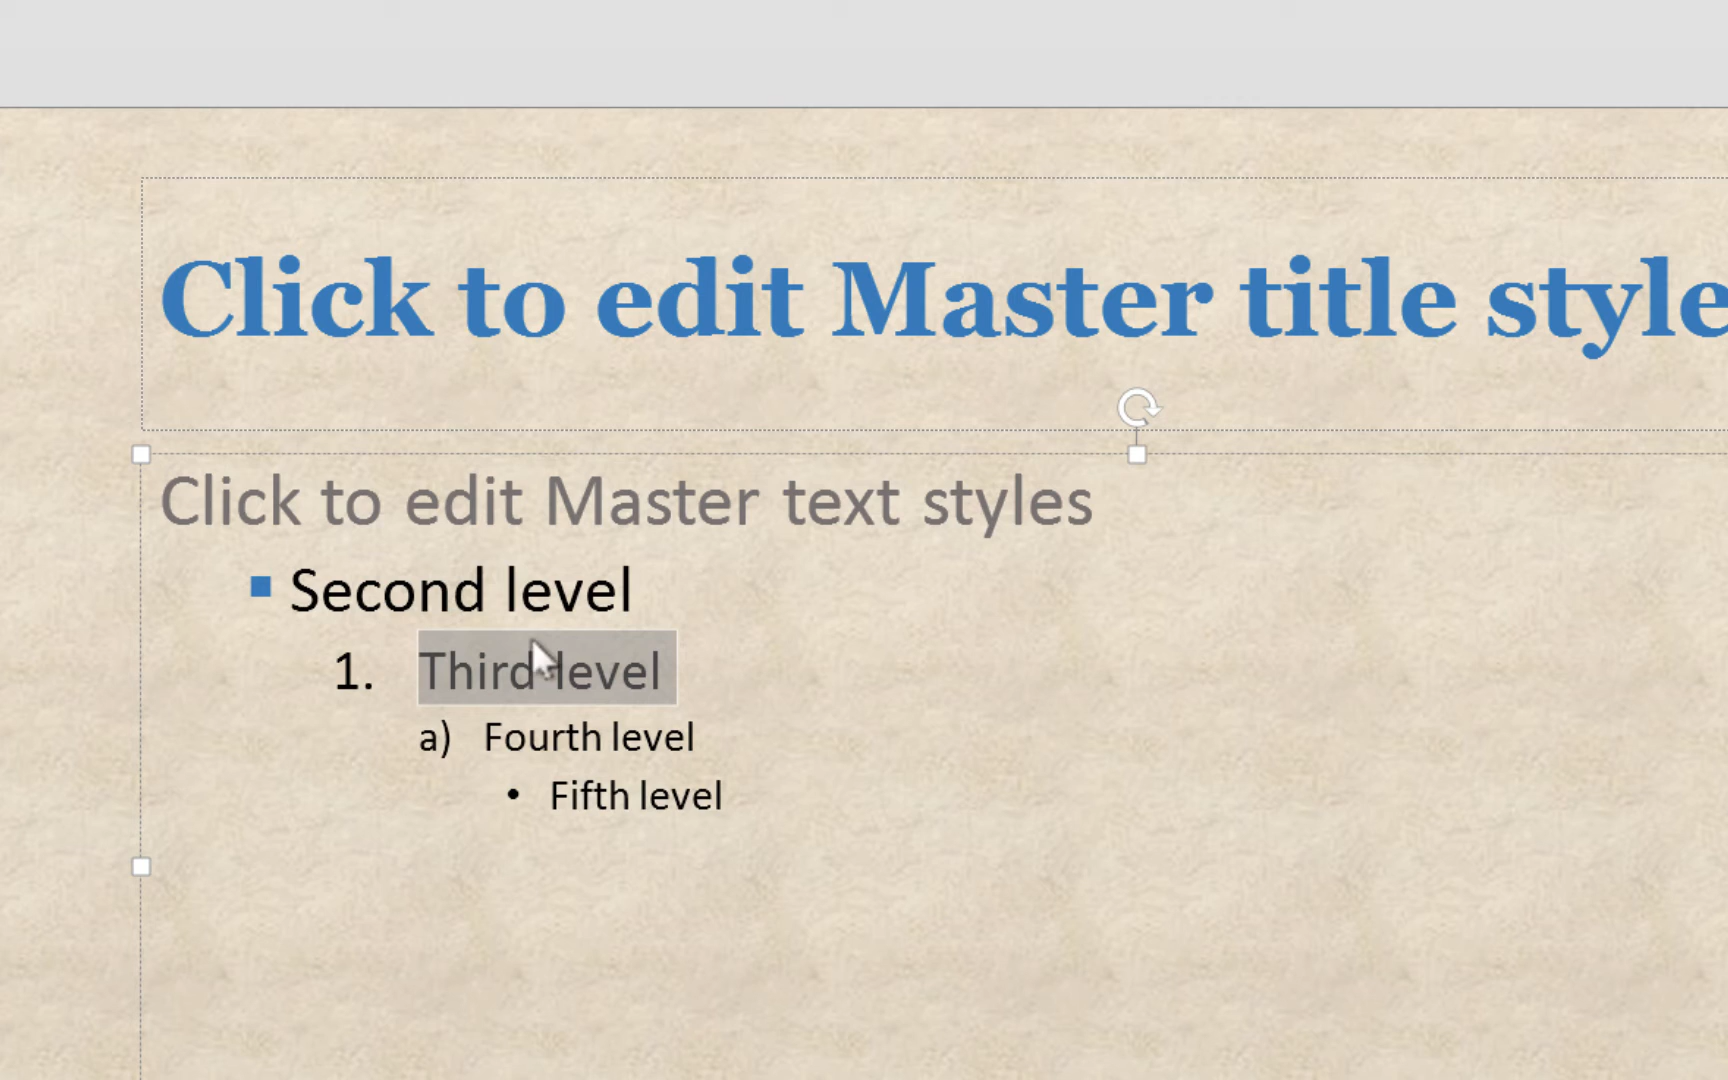 Click to edit Master title style
Click to edit Master text styles
▪ Second level
1. Third level
a) Fourth level
• Fifth level